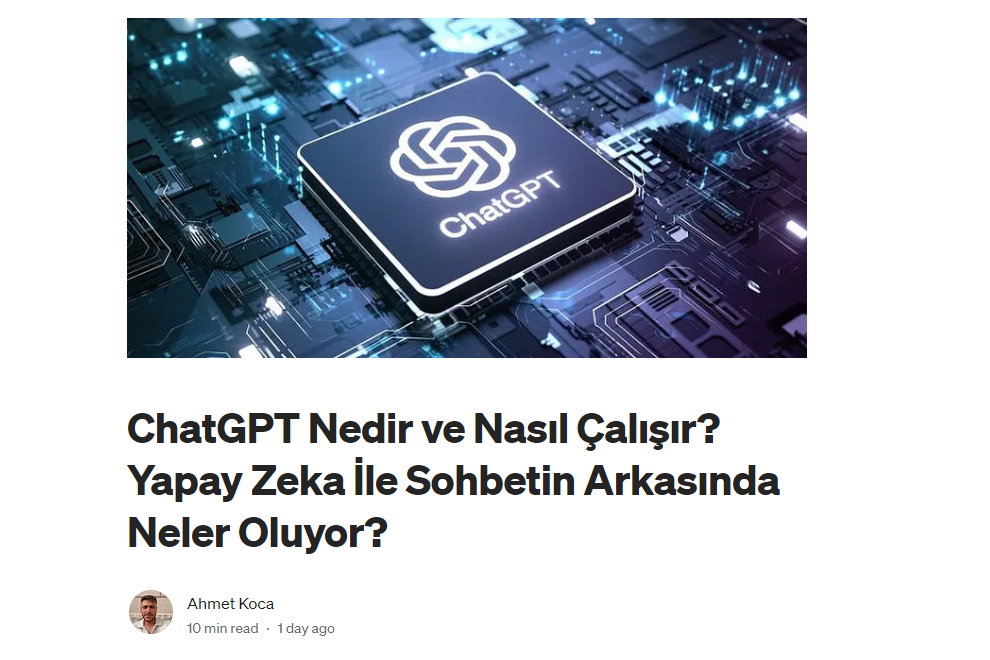 ChatGPT
ChatGPT Nedir ve Nasıl Çalışır?
Yapay Zeka İle Sohbetin Arkasında
Neler Oluyor?
Ahmet Koca
10 min read · 1 day ago